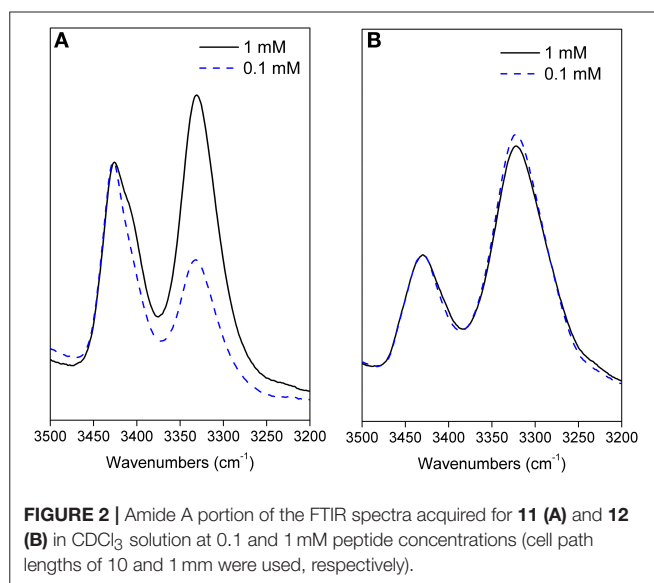 A
1 mM
0.1 mM
B
1 mM
0.1 mM
3500 3450 3400 3350 3300 3250 3200
Wavenumbers (cm⁻¹)
3500 3450 3400 3350 3300 3250 3200
Wavenumbers (cm⁻¹)
FIGURE 2 | Amide A portion of the FTIR spectra acquired for 11 (A) and 12
(B) in CDCl₃ solution at 0.1 and 1 mM peptide concentrations (cell path
lengths of 10 and 1 mm were used, respectively).